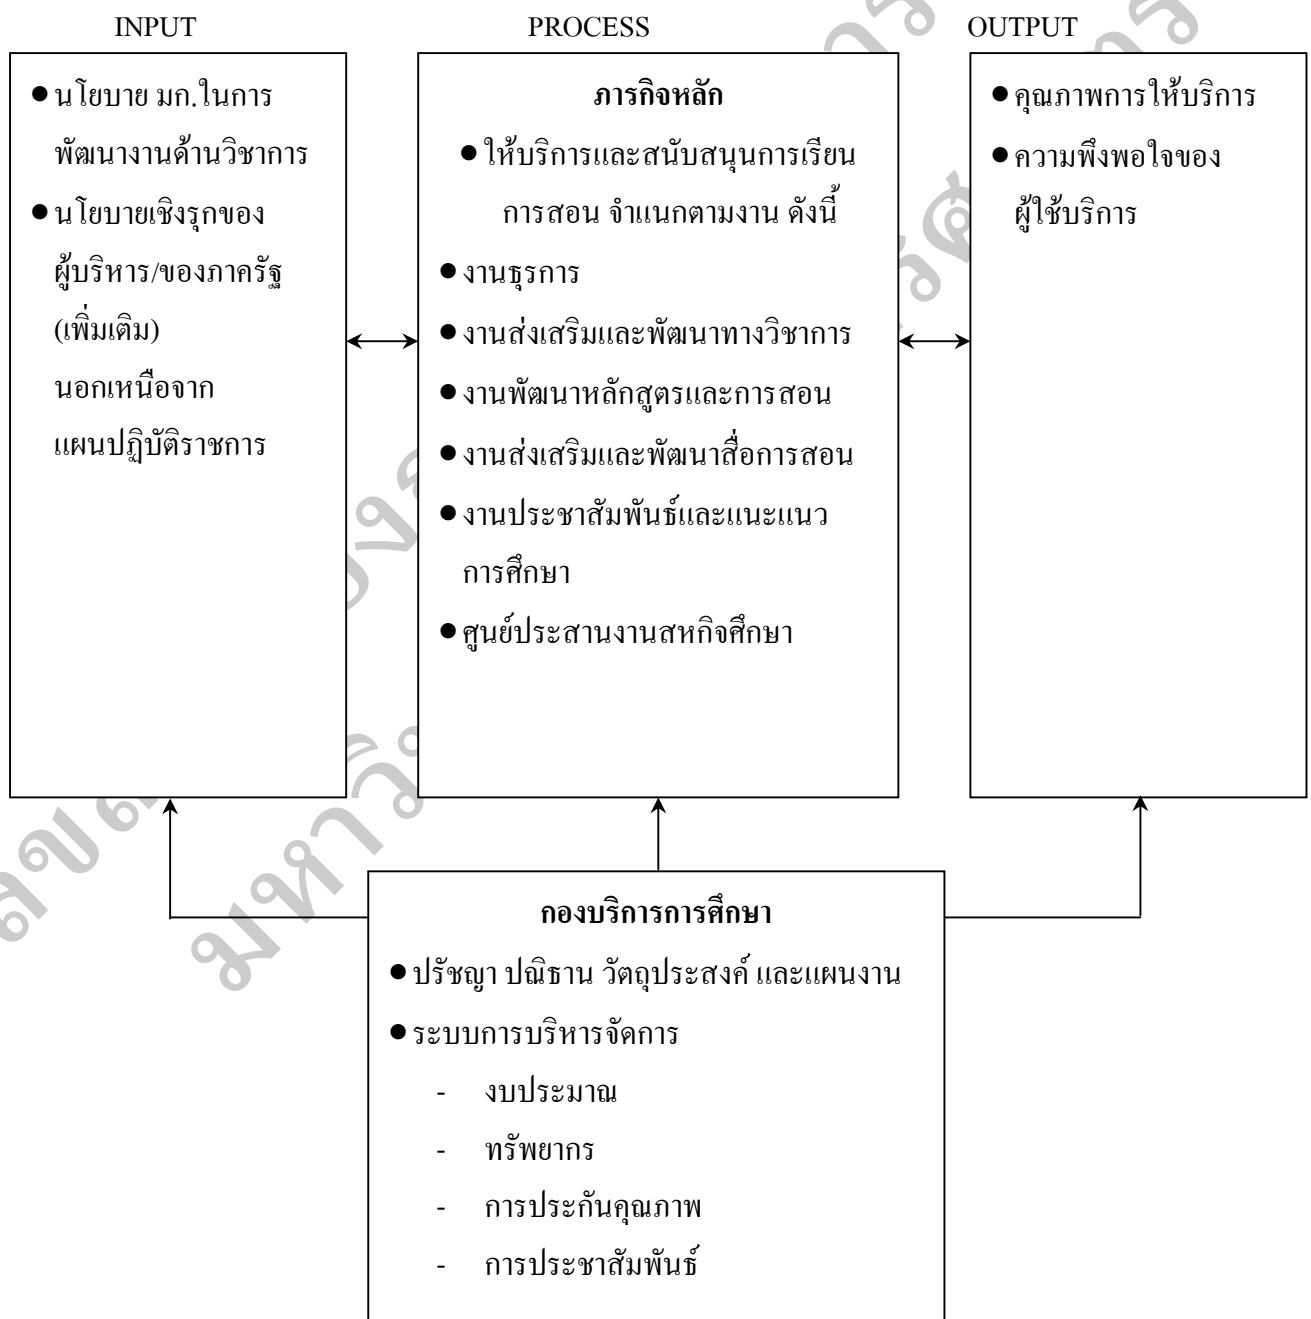 INPUT
PROCESS
OUTPUT
● นโยบาย มก.ในการ
พัฒนางานด้านวิชาการ
● นโยบายเชิงรุกของ
ผู้บริหาร/ของภาครัฐ
(เพิ่มเติม)
นอกเหนือจาก
แผนปฏิบัติราชการ
ภารกิจหลัก
● ให้บริการและสนับสนุนการเรียน
การสอน จำแนกตามงาน ดังนี้
● งานธุรการ
● งานส่งเสริมและพัฒนาทางวิชาการ
● งานพัฒนาหลักสูตรและการสอน
● งานส่งเสริมและพัฒนาสื่อการสอน
● งานประชาสัมพันธ์และแนะแนว
การศึกษา
● ศูนย์ประสานงานสหกิจศึกษา
● คุณภาพการให้บริการ
● ความพึงพอใจของ
ผู้ใช้บริการ
กองบริการการศึกษา
● ปรัชญา ปณิธาน วัตถุประสงค์ และแผนงาน
● ระบบการบริหารจัดการ
- งบประมาณ
- ทรัพยากร
- การประกันคุณภาพ
- การประชาสัมพันธ์